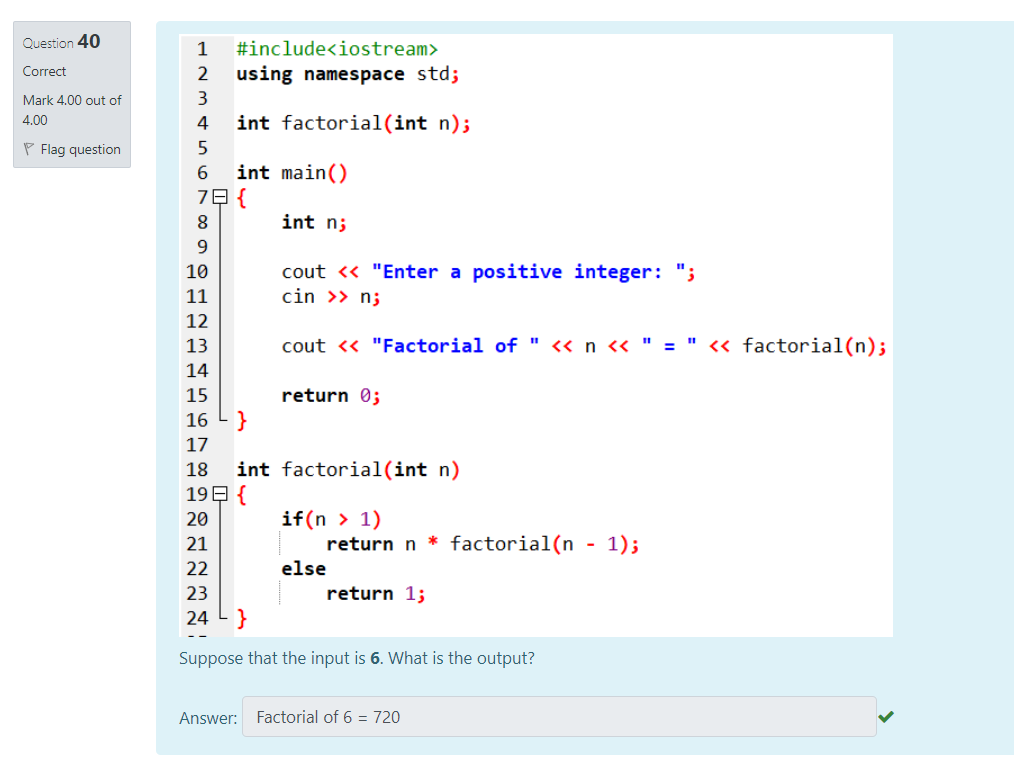 Question 40
Correct
Mark 4.00 out of
4.00
Flag question
1 #include<iostream>
2 using namespace std;
3
4 int factorial(int n);
5
6 int main()
7 {
8     int n;
9
10     cout << "Enter a positive integer: ";
11     cin >> n;
12
13     cout << "Factorial of " << n << " = " << factorial(n);
14
15     return 0;
16 }
17
18 int factorial(int n)
19 {
20     if(n > 1)
21         return n * factorial(n - 1);
22     else
23         return 1;
24 }
Suppose that the input is 6. What is the output?
Answer: Factorial of 6 = 720